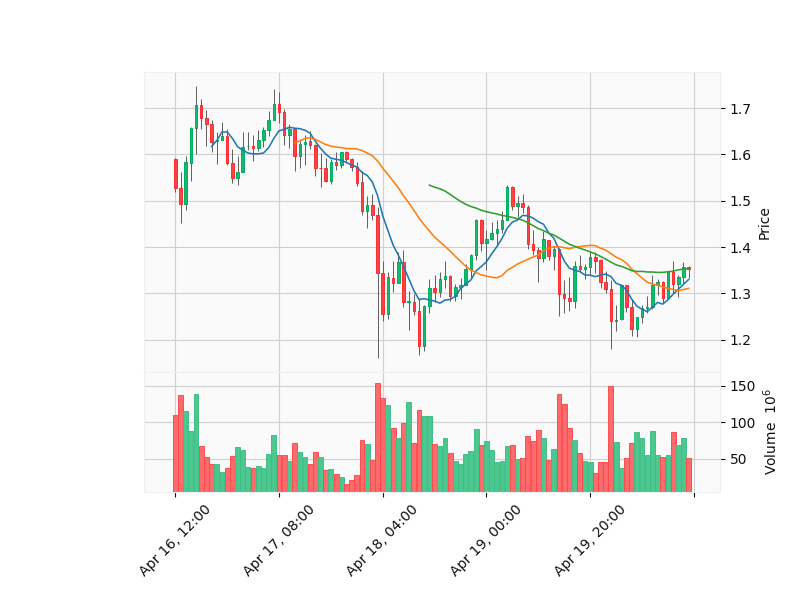 1.7
1.6
1.5
1.4
1.3
1.2
Price
150
100
50
Volume 10^6
Apr 16, 12:00
Apr 17, 08:00
Apr 18, 04:00
Apr 19, 00:00
Apr 19, 20:00